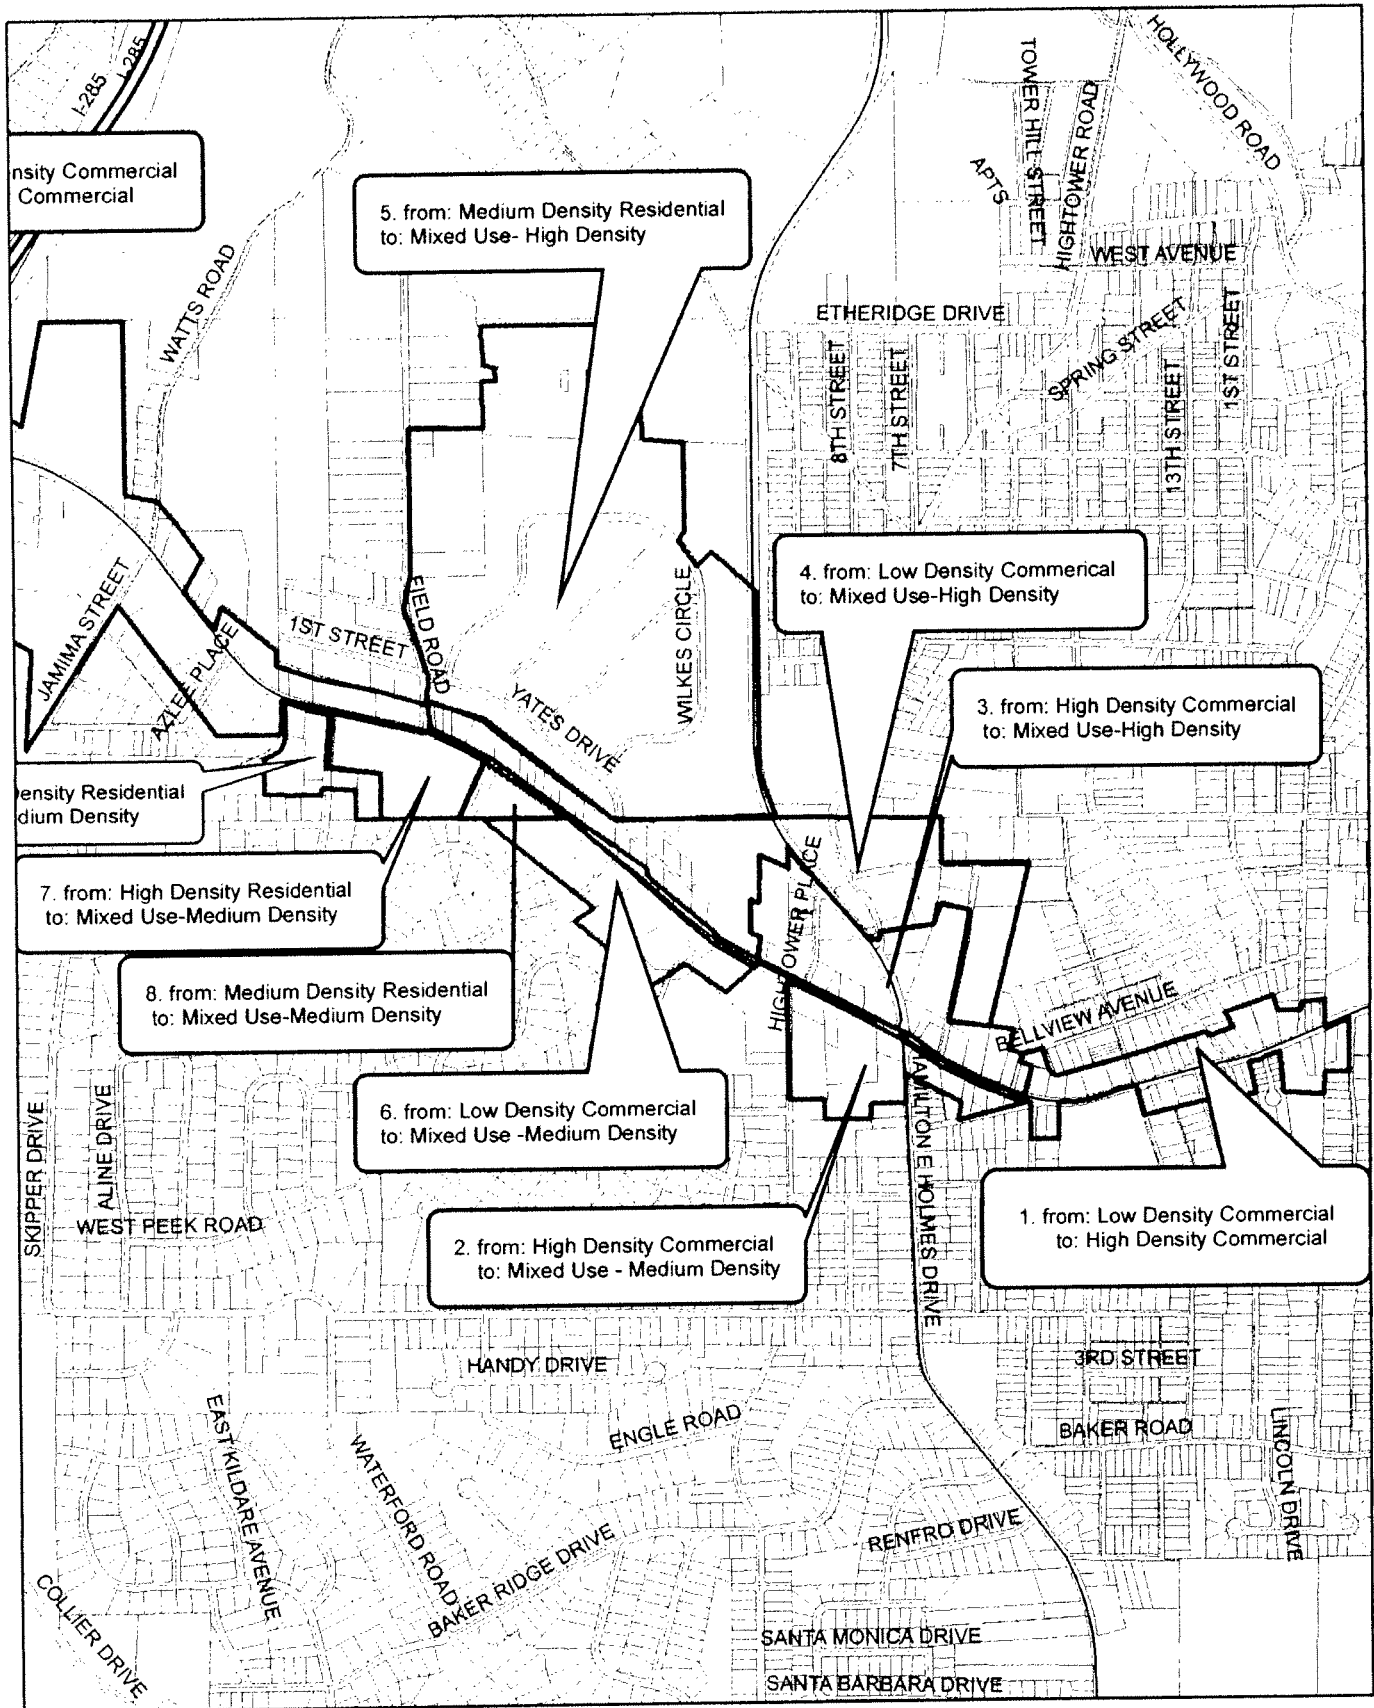 I-285
I-285
HOLLYWOOD ROAD
TOWER HILL STREET
HIGHTOWER ROAD
APTS
nsity Commercial
Commercial
5. from: Medium Density Residential
to: Mixed Use- High Density
WATTS ROAD
WEST AVENUE
ETHERIDGE DRIVE
SPRING STREET
1ST STREET
8TH STREET
7TH STREET
13TH STREET
4. from: Low Density Commerical
to: Mixed Use-High Density
JAMIMA STREET
AZLEE PLACE
1ST STREET
FIELD ROAD
YATES DRIVE
WILKES CIRCLE
3. from: High Density Commercial
to: Mixed Use-High Density
ensity Residential
dium Density
7. from: High Density Residential
to: Mixed Use-Medium Density
HIGHTOWER PLACE
8. from: Medium Density Residential
to: Mixed Use-Medium Density
BELLVIEW AVENUE
6. from: Low Density Commercial
to: Mixed Use -Medium Density
HAMILTON E HOLMES DRIVE
SKIPPER DRIVE
ALINE DRIVE
WEST PEEK ROAD
2. from: High Density Commercial
to: Mixed Use - Medium Density
1. from: Low Density Commercial
to: High Density Commercial
HANDY DRIVE
3RD STREET
EAST KILDARE AVENUE
WATERFORD ROAD
ENGLE ROAD
BAKER ROAD
LINCOLN DRIVE
BAKER RIDGE DRIVE
RENFRO DRIVE
COLLIER DRIVE
SANTA MONICA DRIVE
SANTA BARBARA DRIVE